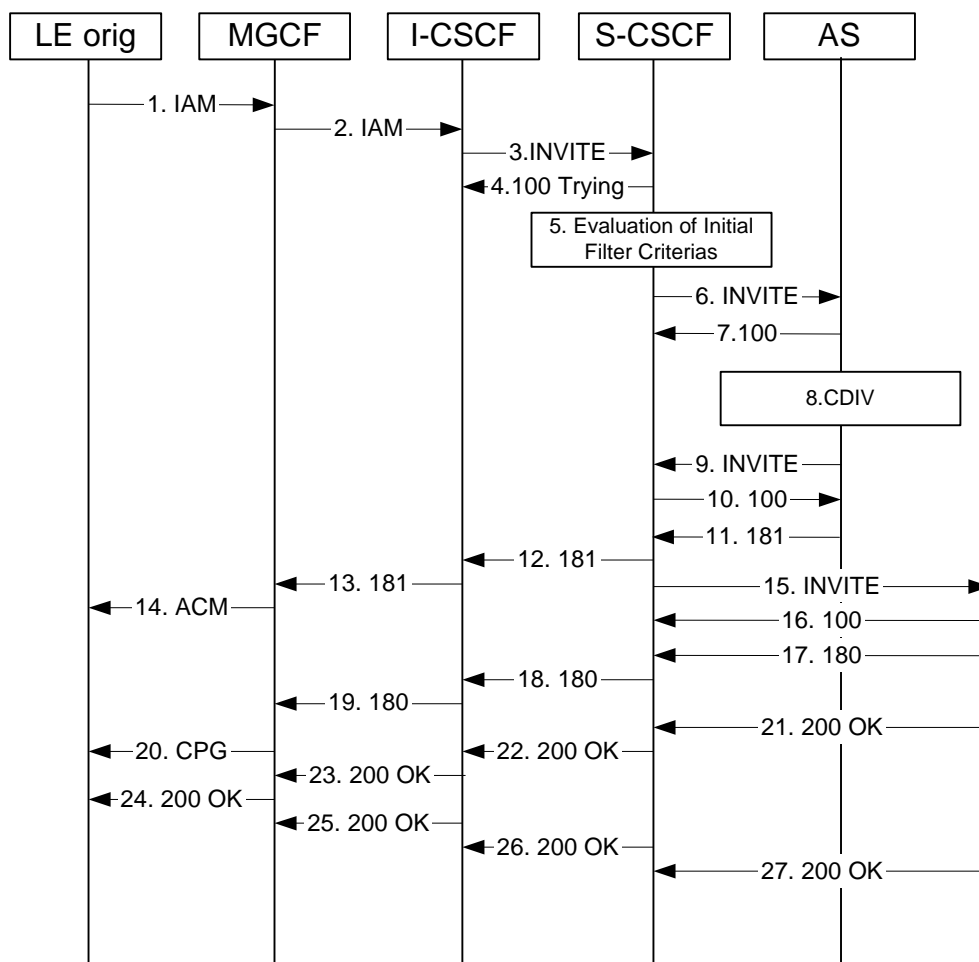 LE orig
MGCF
I-CSCF
S-CSCF
AS
1. IAM
2. IAM
3.INVITE
4.100 Trying
5. Evaluation of Initial
Filter Criterias
6. INVITE
7.100
8.CDIV
9. INVITE
10. 100
11. 181
12. 181
13. 181
15. INVITE
14. ACM
16. 100
17. 180
18. 180
19. 180
21. 200 OK
20. CPG
22. 200 OK
23. 200 OK
24. 200 OK
25. 200 OK
26. 200 OK
27. 200 OK